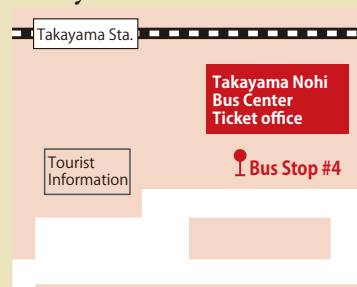 Takayama Sta.
Takayama Nohi
Bus Center
Ticket office
Tourist
Information
Bus Stop #4